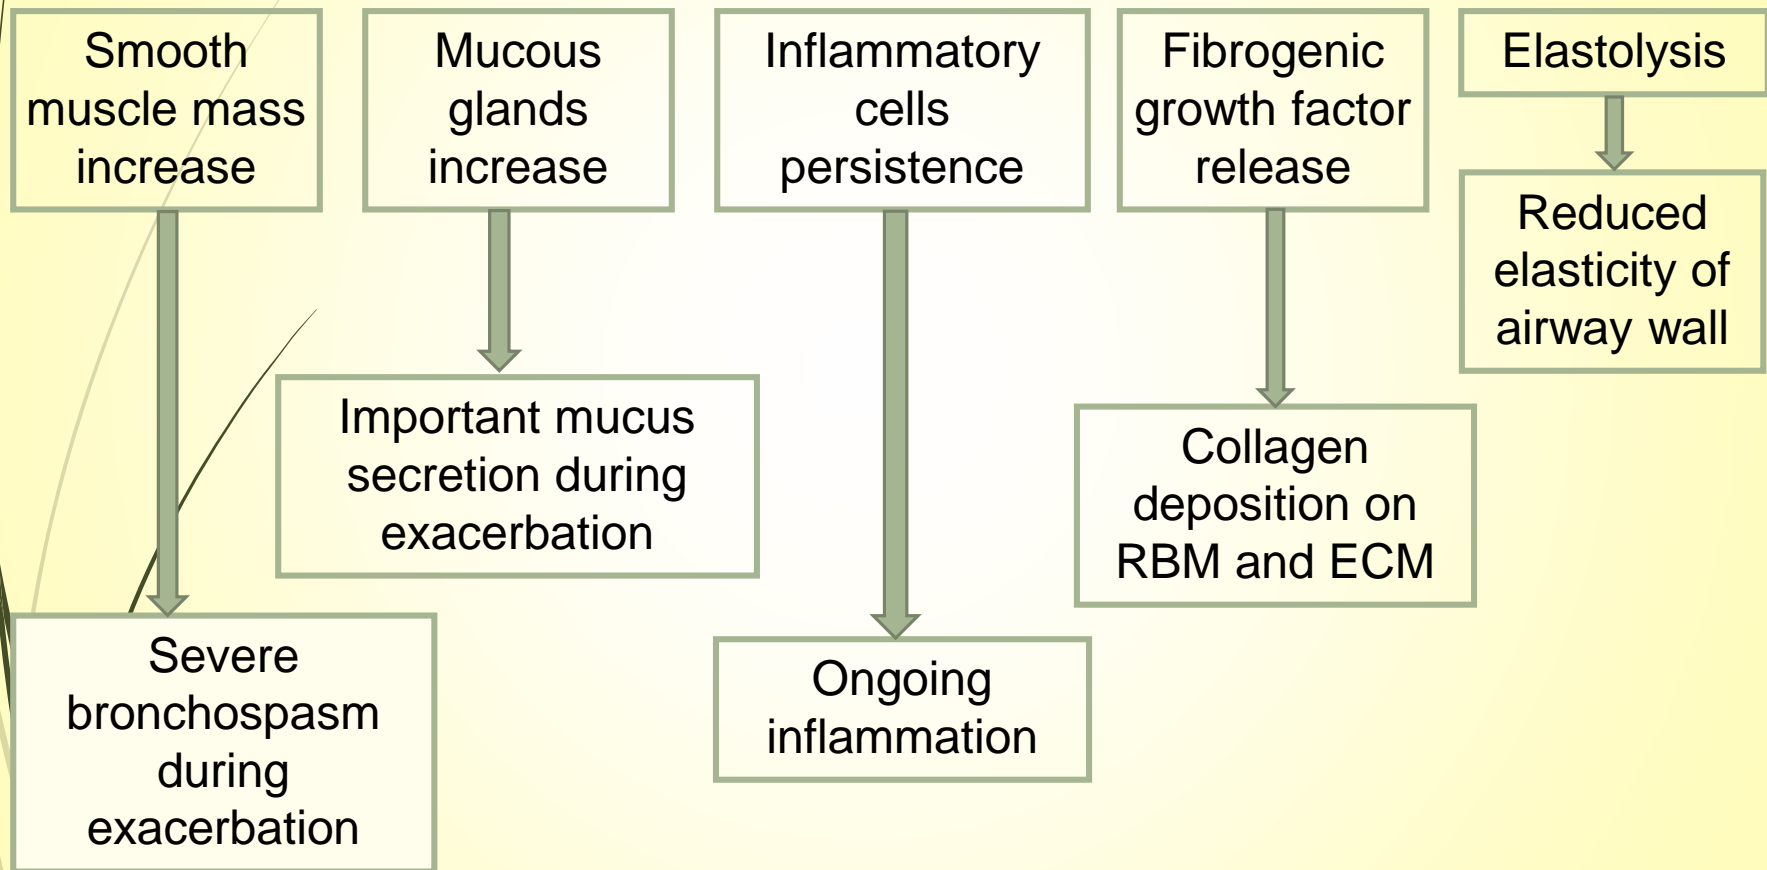 Smooth
muscle mass
increase
Mucous
glands
increase
Inflammatory
cells
persistence
Fibrogenic
growth factor
release
Elastolysis
Reduced
elasticity of
airway wall
Important mucus
secretion during
exacerbation
Collagen
deposition on
RBM and ECM
Severe
bronchospasm
during
exacerbation
Ongoing
inflammation